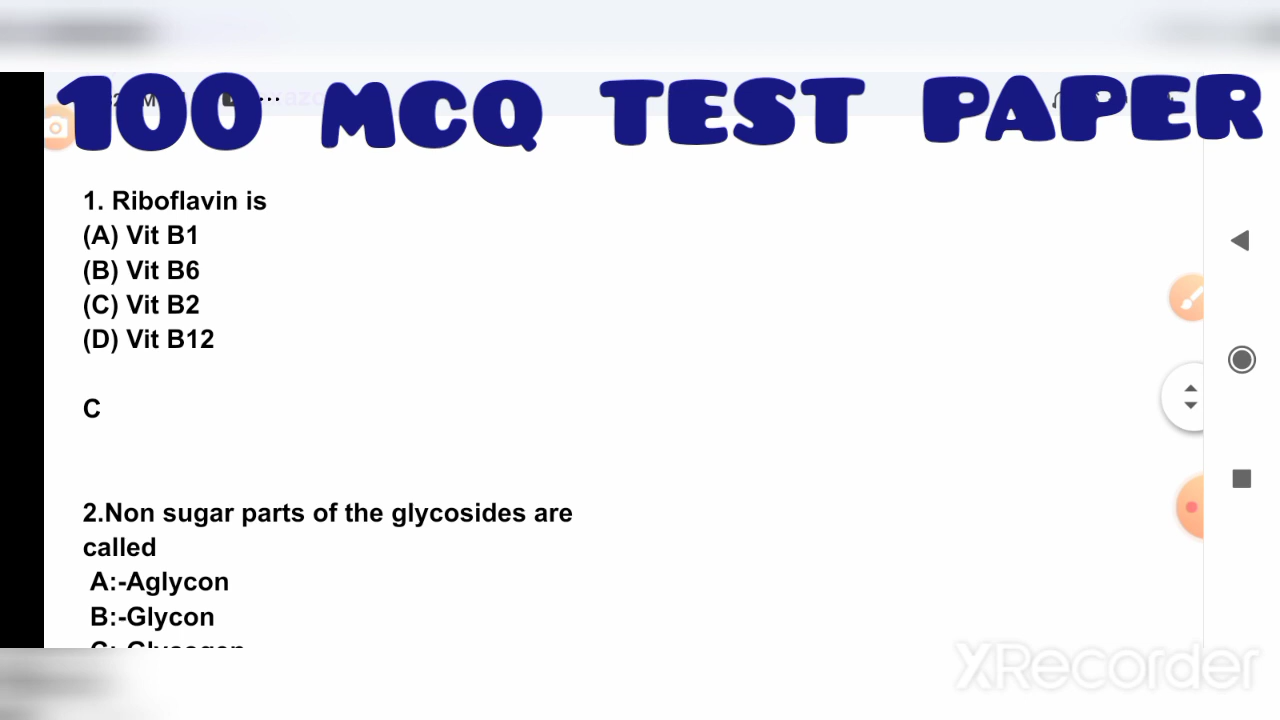 100 MCQ TEST PAPER
1. Riboflavin is
(A) Vit B1
(B) Vit B6
(C) Vit B2
(D) Vit B12
C
2.Non sugar parts of the glycosides are
called
A:-Aglycon
B:-Glycon
C:-Glycogen
XRecorder